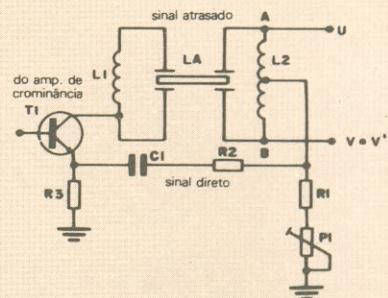 sinal atrasado
A
U
L1
LA
L2
do amp. de
crominância
T1
B
V e V'
C1
R2
sinal direto
R3
R1
P1